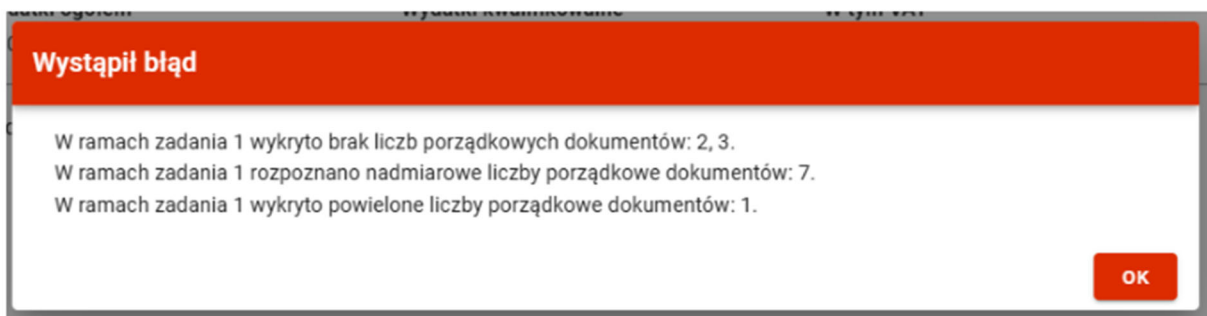 Wystąpił błąd
W ramach zadania 1 wykryto brak liczb porządkowych dokumentów: 2, 3.
W ramach zadania 1 rozpoznano nadmiarowe liczby porządkowe dokumentów: 7.
W ramach zadania 1 wykryto powielone liczby porządkowe dokumentów: 1.
OK